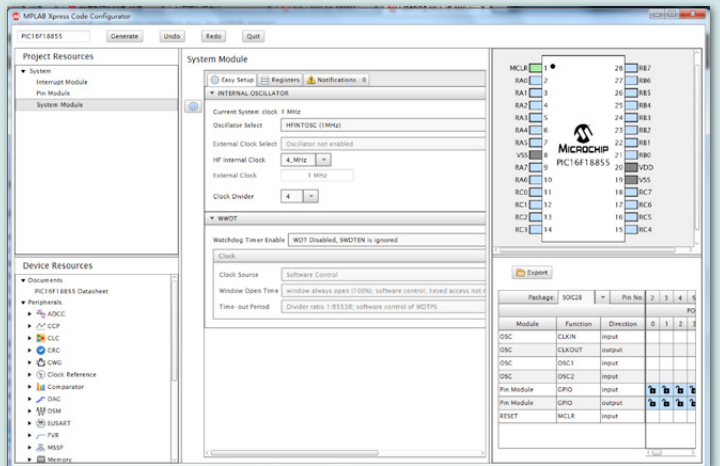 MPLAB Xpress Code Configurator
PIC16F18855 Generate Undo Redo Quit
Project Resources
System
Interrupt Module
Pin Module
System Module
Device Resources
Documents
PIC16F18855 Datasheet
Peripherals
ADCC
CCP
CLC
CRC
CWG
Clock Reference
Comparator
DAC
DSM
EUSART
FVR
MSSP
Memory
System Module
Easy Setup Registers Notifications : 0
INTERNAL OSCILLATOR
Current System clock 1 MHz
Oscillator Select HFINTOSC (1MHz)
External Clock Select Oscillator not enabled
HF Internal Clock 4_MHz
External Clock 1 MHz
Clock Divider 4
WWDT
Watchdog Timer Enable WDT Disabled, SWDTEN is ignored
Clock
Clock Source Software Control
Window Open Time window always open (100%); software control; keyed access not r
Time-out Period Divider ratio 1:65536; software control of WDTPS
MCLR 1 28 RB7
RA0 2 27 RB6
RA1 3 26 RB5
RA2 4 25 RB4
RA3 5 24 RB3
RA4 6 23 RB2
RA5 7 22 RB1
VSS 8 21 RB0
RA7 9 20 VDD
RA6 10 19 VSS
RC0 11 18 RC7
RC1 12 17 RC6
RC2 13 16 RC5
RC3 14 15 RC4
MICROCHIP
PIC16F18855
Export
Package: SOIC28 Pin No: 2 3 4 5
PO
Module Function Direction 0 1 2 3
OSC CLKIN input
OSC CLKOUT output
OSC OSC1 input
OSC OSC2 input
Pin Module GPIO input
Pin Module GPIO output
RESET MCLR input